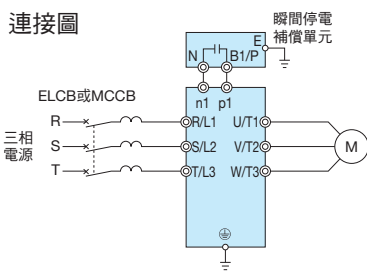 連接圖
瞬間停電
補償單元
E
N B1/P
n1 p1
ELCB或MCCB
三相
電源
R R/L1 U/T1
S S/L2 V/T2 M
T T/L3 W/T3